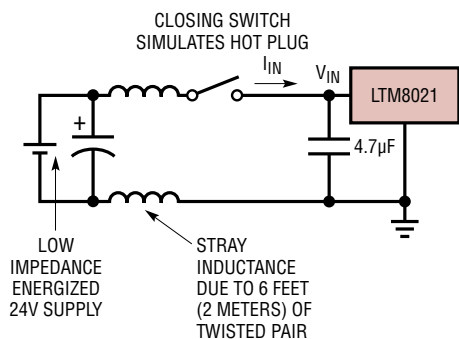 CLOSING SWITCH
SIMULATES HOT PLUG
IIN
VIN
LTM8021
+
4.7µF
LOW
IMPEDANCE
ENERGIZED
24V SUPPLY
STRAY
INDUCTANCE
DUE TO 6 FEET
(2 METERS) OF
TWISTED PAIR